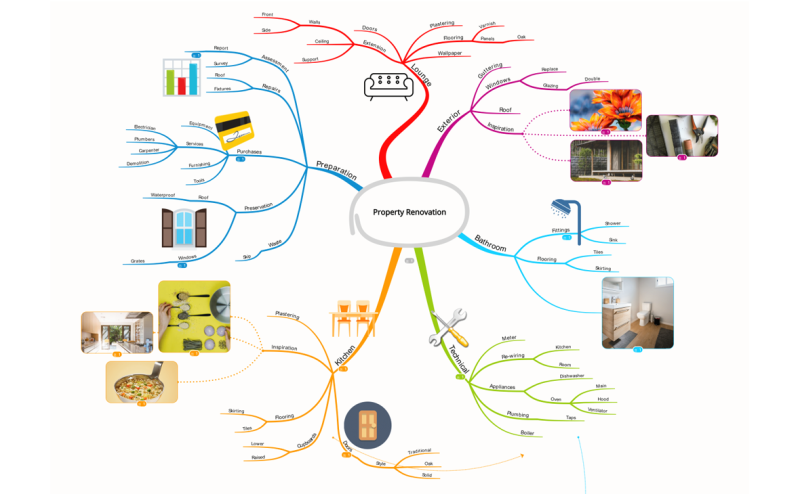 Property Renovation
Lounge
Walls
Front
Side
Extension
Ceiling
Support
Doors
Plastering
Flooring
Varnish
Panels
Oak
Wallpaper
Exterior
Guttering
Windows
Replace
Glazing
Double
Roof
Inspiration
Bathroom
Fittings
Shower
Sink
Flooring
Tiles
Skirting
Technical
Meter
Re-wiring
Kitchen
Room
Appliances
Dishwasher
Oven
Main
Hood
Ventilator
Plumbing
Taps
Boiler
Kitchen
Plastering
Inspiration
Flooring
Skirting
Tiles
Cupboards
Lower
Raised
Doors
Style
Traditional
Oak
Solid
Preparation
Assessment
Report
Survey
Repairs
Roof
Fixtures
Purchases
Equipment
Services
Electrician
Plumbers
Carpenter
Demolition
Furnishing
Tools
Preservation
Roof
Waterproof
Windows
Grates
Waste
Skip